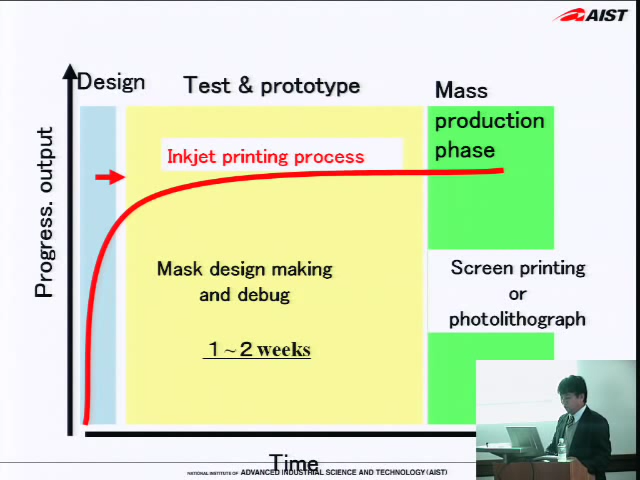 AIST
Design
Test & prototype
Mass
production
phase
Inkjet printing process
Progress. output
Mask design making
and debug
1~2 weeks
Screen printing
or
photolithograph
Time
NATIONAL INSTITUTE OF ADVANCED INDUSTRIAL SCIENCE AND TECHNOLOGY (AIST)